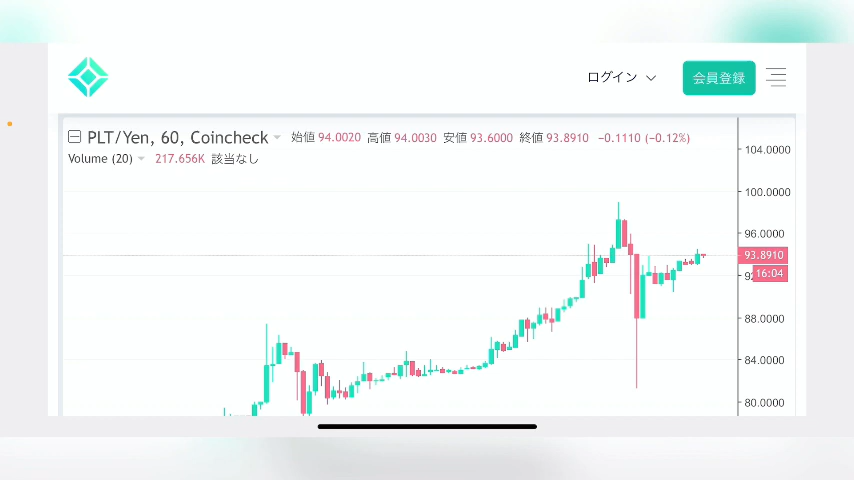 ログイン
会員登録
PLT/Yen, 60, Coincheck 始値 94.0020 高値 94.0030 安値 93.6000 終値 93.8910 −0.1110 (−0.12%)
Volume (20) 217.656K 該当なし
104.0000
100.0000
96.0000
93.8910
16:04
88.0000
84.0000
80.0000